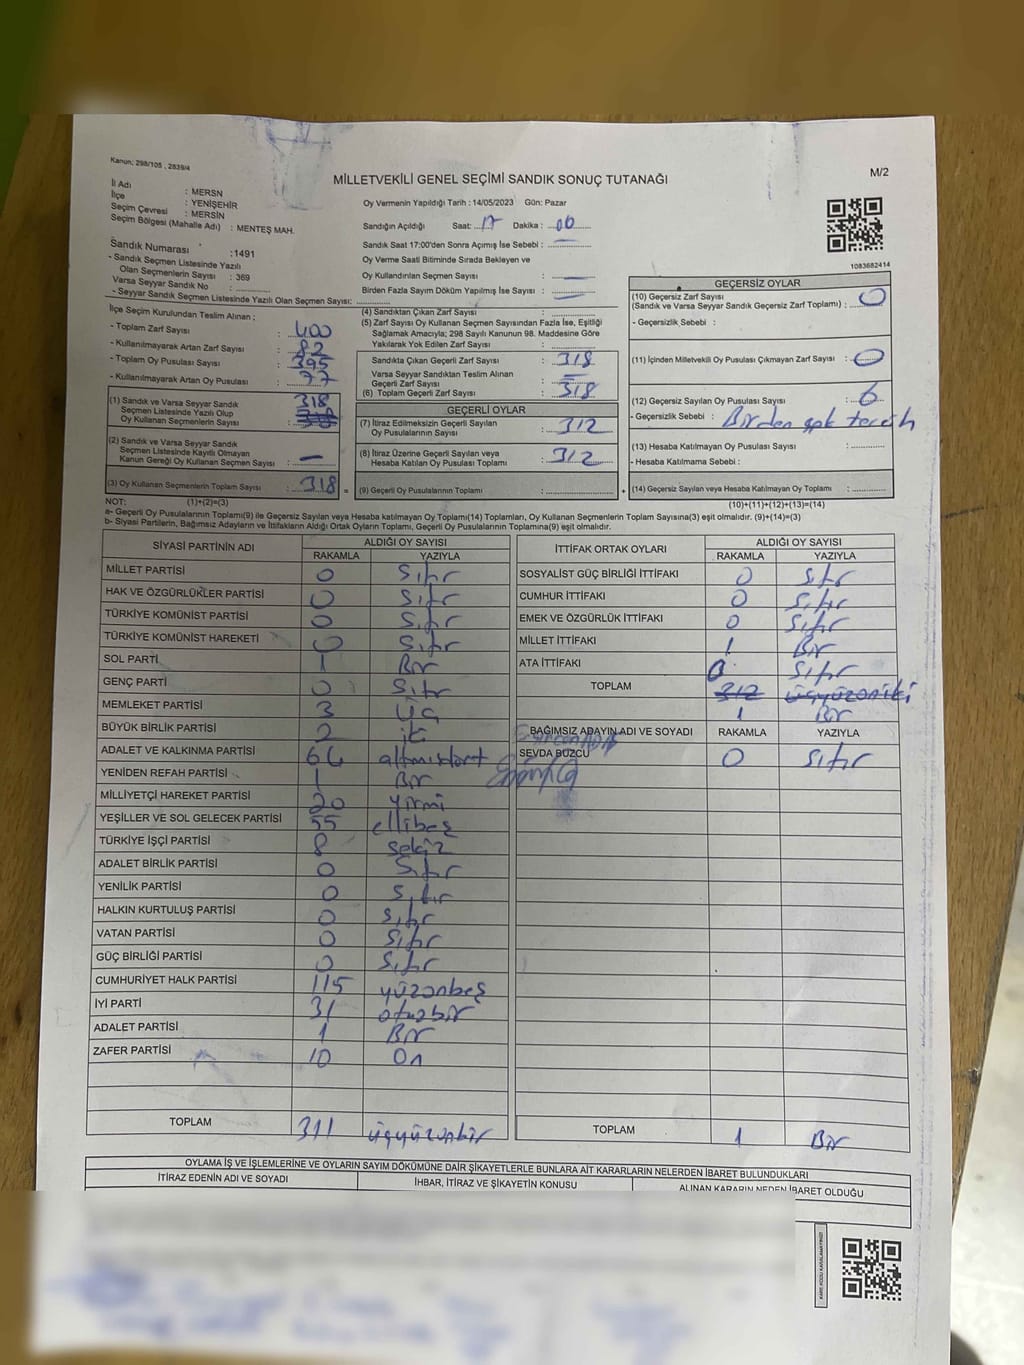 Kanun; 298/105 , 2839/4
M/2
MİLLETVEKİLİ GENEL SEÇİMİ SANDIK SONUÇ TUTANAĞI
İl Adı : MERSN
İlçe : YENİŞEHİR
Seçim Çevresi : MERSİN
Seçim Bölgesi (Mahalle Adı) : MENTEŞ MAH.
Sandık Numarası :1491
- Sandık Seçmen Listesinde Yazılı
Olan Seçmenlerin Sayısı : 369
Varsa Seyyar Sandık No : ..............
- Seyyar Sandık Seçmen Listesinde Yazılı Olan Seçmen Sayısı: ..............
Oy Vermenin Yapıldığı Tarih : 14/05/2023 Gün: Pazar
Sandığın Açıldığı Saat: 17 Dakika : 00
Sandık Saat 17:00'den Sonra Açımış İse Sebebi : —
Oy Verme Saati Bitiminde Sırada Bekleyen ve
Oy Kullandırılan Seçmen Sayısı : —
Birden Fazla Sayım Döküm Yapılmış İse Sayısı : —
1083682414
İlçe Seçim Kurulundan Teslim Alınan ;
- Toplam Zarf Sayısı : 400
- Kullanılmayarak Artan Zarf Sayısı : 82
- Toplam Oy Pusulası Sayısı : 395
- Kullanılmayarak Artan Oy Pusulası : 77
(1) Sandık ve Varsa Seyyar Sandık 318
Seçmen Listesinde Yazılı Olup
Oy Kullanan Seçmenlerin Sayısı :
(2) Sandık ve Varsa Seyyar Sandık
Seçmen Listesinde Kayıtlı Olmayan
Kanun Gereği Oy Kullanan Seçmen Sayısı : —
(3) Oy Kullanan Seçmenlerin Toplam Sayısı : 318 =
(4) Sandıktan Çıkan Zarf Sayısı : ..............
(5) Zarf Sayısı Oy Kullanan Seçmen Sayısından Fazla İse, Eşitliği
Sağlamak Amacıyla; 298 Sayılı Kanunun 98. Maddesine Göre
Yakılarak Yok Edilen Zarf Sayısı : ..............
Sandıkta Çıkan Geçerli Zarf Sayısı : 318
Varsa Seyyar Sandıktan Teslim Alınan
Geçerli Zarf Sayısı : —
(6) Toplam Geçerli Zarf Sayısı : 318
GEÇERLİ OYLAR
(7) İtiraz Edilmeksizin Geçerli Sayılan
Oy Pusulalarının Sayısı : 312
(8) İtiraz Üzerine Geçerli Sayılan veya
Hesaba Katılan Oy Pusulası Toplamı : 312
(9) Geçerli Oy Pusulalarının Toplamı : .............. +
GEÇERSİZ OYLAR
(10) Geçersiz Zarf Sayısı
(Sandık ve Varsa Seyyar Sandık Geçersiz Zarf Toplamı) : 0
- Geçersizlik Sebebi :
(11) İçinden Milletvekili Oy Pusulası Çıkmayan Zarf Sayısı : 0
(12) Geçersiz Sayılan Oy Pusulası Sayısı : 6
- Geçersizlik Sebebi : Birden çok tercih
(13) Hesaba Katılmayan Oy Pusulası Sayısı : ..............
- Hesaba Katılmama Sebebi :
(14) Geçersiz Sayılan veya Hesaba Katılmayan Oy Toplamı : ..............
NOT: (1)+(2)=(3) (10)+(11)+(12)+(13)=(14)
a- Geçerli Oy Pusulalarının Toplamı(9) ile Geçersiz Sayılan veya Hesaba Katılmayan Oy Toplamı(14) Toplamları, Oy Kullanan Seçmenlerin Toplam Sayısına(3) eşit olmalıdır. (9)+(14)=(3)
b- Siyasi Partilerin, Bağımsız Adayların ve İttifakların Aldığı Ortak Oyların Toplamı, Geçerli Oy Pusulalarının Toplamına(9) eşit olmalıdır.
SİYASİ PARTİNİN ADI ALDIĞI OY SAYISI
RAKAMLA YAZIYLA
MİLLET PARTİSİ 0 Sıfır
HAK VE ÖZGÜRLÜKLER PARTİSİ 0 Sıfır
TÜRKİYE KOMÜNİST PARTİSİ 0 Sıfır
TÜRKİYE KOMÜNİST HAREKETİ 0 Sıfır
SOL PARTİ 1 Bir
GENÇ PARTİ 0 Sıfır
MEMLEKET PARTİSİ 3 üç
BÜYÜK BİRLİK PARTİSİ 2 iki
ADALET VE KALKINMA PARTİSİ 64 altmışdört
YENİDEN REFAH PARTİSİ 1 Bir
MİLLİYETÇİ HAREKET PARTİSİ 20 yirmi
YEŞİLLER VE SOL GELECEK PARTİSİ 55 ellibeş
TÜRKİYE İŞÇİ PARTİSİ 8 sekiz
ADALET BİRLİK PARTİSİ 0 Sıfır
YENİLİK PARTİSİ 0 Sıfır
HALKIN KURTULUŞ PARTİSİ 0 Sıfır
VATAN PARTİSİ 0 Sıfır
GÜÇ BİRLİĞİ PARTİSİ 0 Sıfır
CUMHURİYET HALK PARTİSİ 115 yüzonbeş
İYİ PARTİ 31 otuzbir
ADALET PARTİSİ 1 Bir
ZAFER PARTİSİ 10 On
TOPLAM 311 üçyüzonbir
İTTİFAK ORTAK OYLARI ALDIĞI OY SAYISI
RAKAMLA YAZIYLA
SOSYALİST GÜÇ BİRLİĞİ İTTİFAKI 0 Sıfır
CUMHUR İTTİFAKI 0 Sıfır
EMEK VE ÖZGÜRLÜK İTTİFAKI 0 Sıfır
MİLLET İTTİFAKI 1 Bir
ATA İTTİFAKI 0 Sıfır
TOPLAM 312 üçyüzoniki
1 Bir
BAĞIMSIZ ADAYIN ADI VE SOYADI RAKAMLA YAZIYLA
SEVDA BUZCU 0 Sıfır
TOPLAM 1 Bir
OYLAMA İŞ VE İŞLEMLERİNE VE OYLARIN SAYIM DÖKÜMÜNE DAİR ŞİKAYETLERLE BUNLARA AİT KARARLARIN NELERDEN İBARET BULUNDUKLARI
İTİRAZ EDENİN ADI VE SOYADI İHBAR, İTİRAZ VE ŞİKAYETİN KONUSU ALINAN KARARIN NEDEN İBARET OLDUĞU